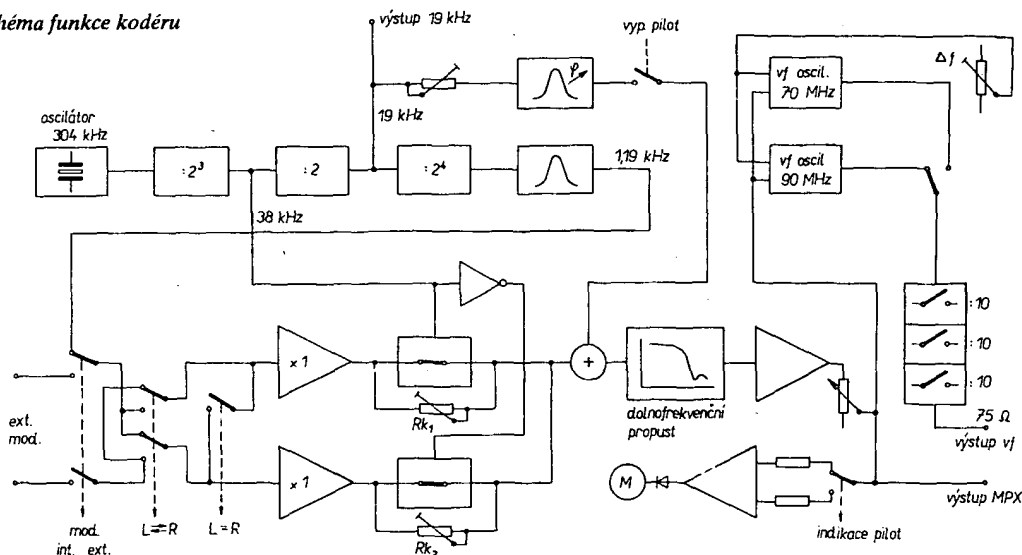 héma funkce kodéru
výstup 19 kHz
vyp. pilot
φ
19 kHz
vf oscil.
70 MHz
Δf
oscilátor
304 kHz
: 2³
: 2
: 2⁴
1,19 kHz
vf oscil
90 MHz
38 kHz
: 10
: 10
: 10
× 1
+
Rk₁
dolnofrekvenční
propust
75 Ω
výstup vf
ext.
mod.
× 1
M
výstup MPX
mod.
int. ext.
L⇌R
L=R
Rk₂
indikace pilot